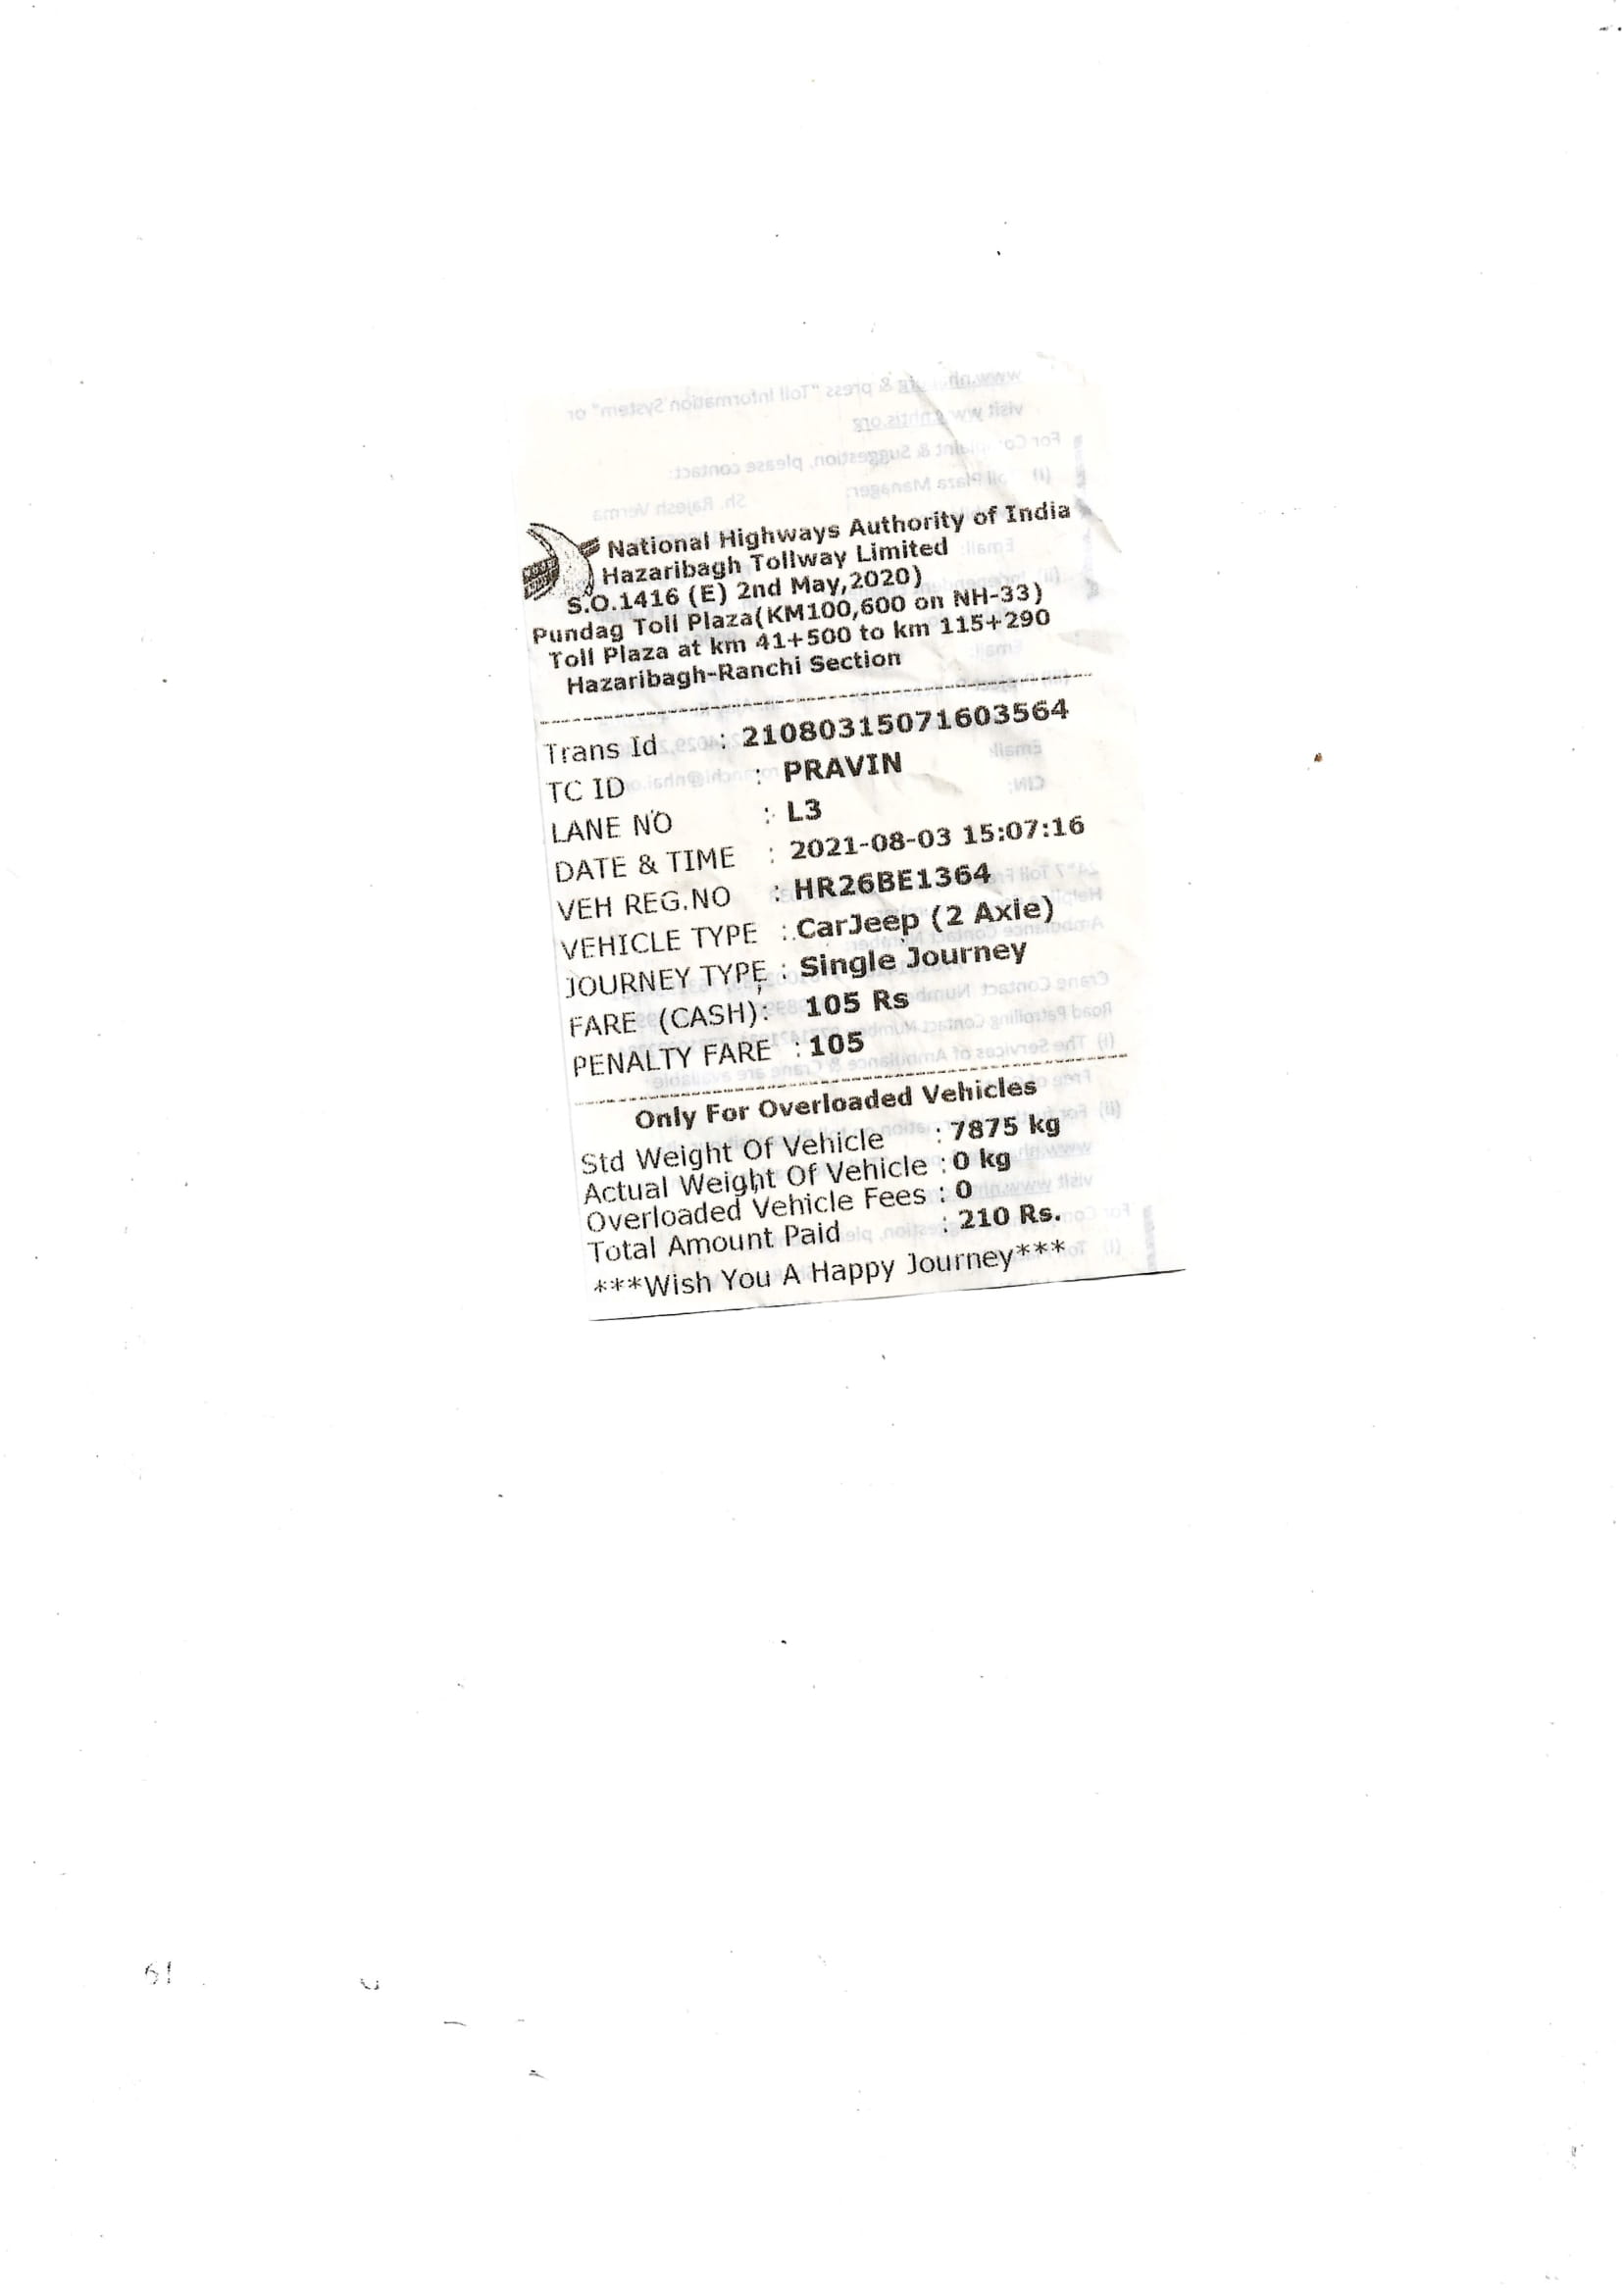 National Highways Authority of India
Hazaribagh Tollway Limited
S.O.1416 (E) 2nd May,2020)
Pundag Toll Plaza(KM100,600 on NH-33)
Toll Plaza at km 41+500 to km 115+290
Hazaribagh-Ranchi Section
Trans Id : 21080315071603564
TC ID : PRAVIN
LANE NO : L3
DATE & TIME : 2021-08-03 15:07:16
VEH REG.NO : HR26BE1364
VEHICLE TYPE : CarJeep (2 Axle)
JOURNEY TYPE : Single Journey
FARE (CASH): 105 Rs
PENALTY FARE : 105
Only For Overloaded Vehicles
Std Weight Of Vehicle : 7875 kg
Actual Weight Of Vehicle : 0 kg
Overloaded Vehicle Fees : 0
Total Amount Paid : 210 Rs.
***Wish You A Happy Journey***